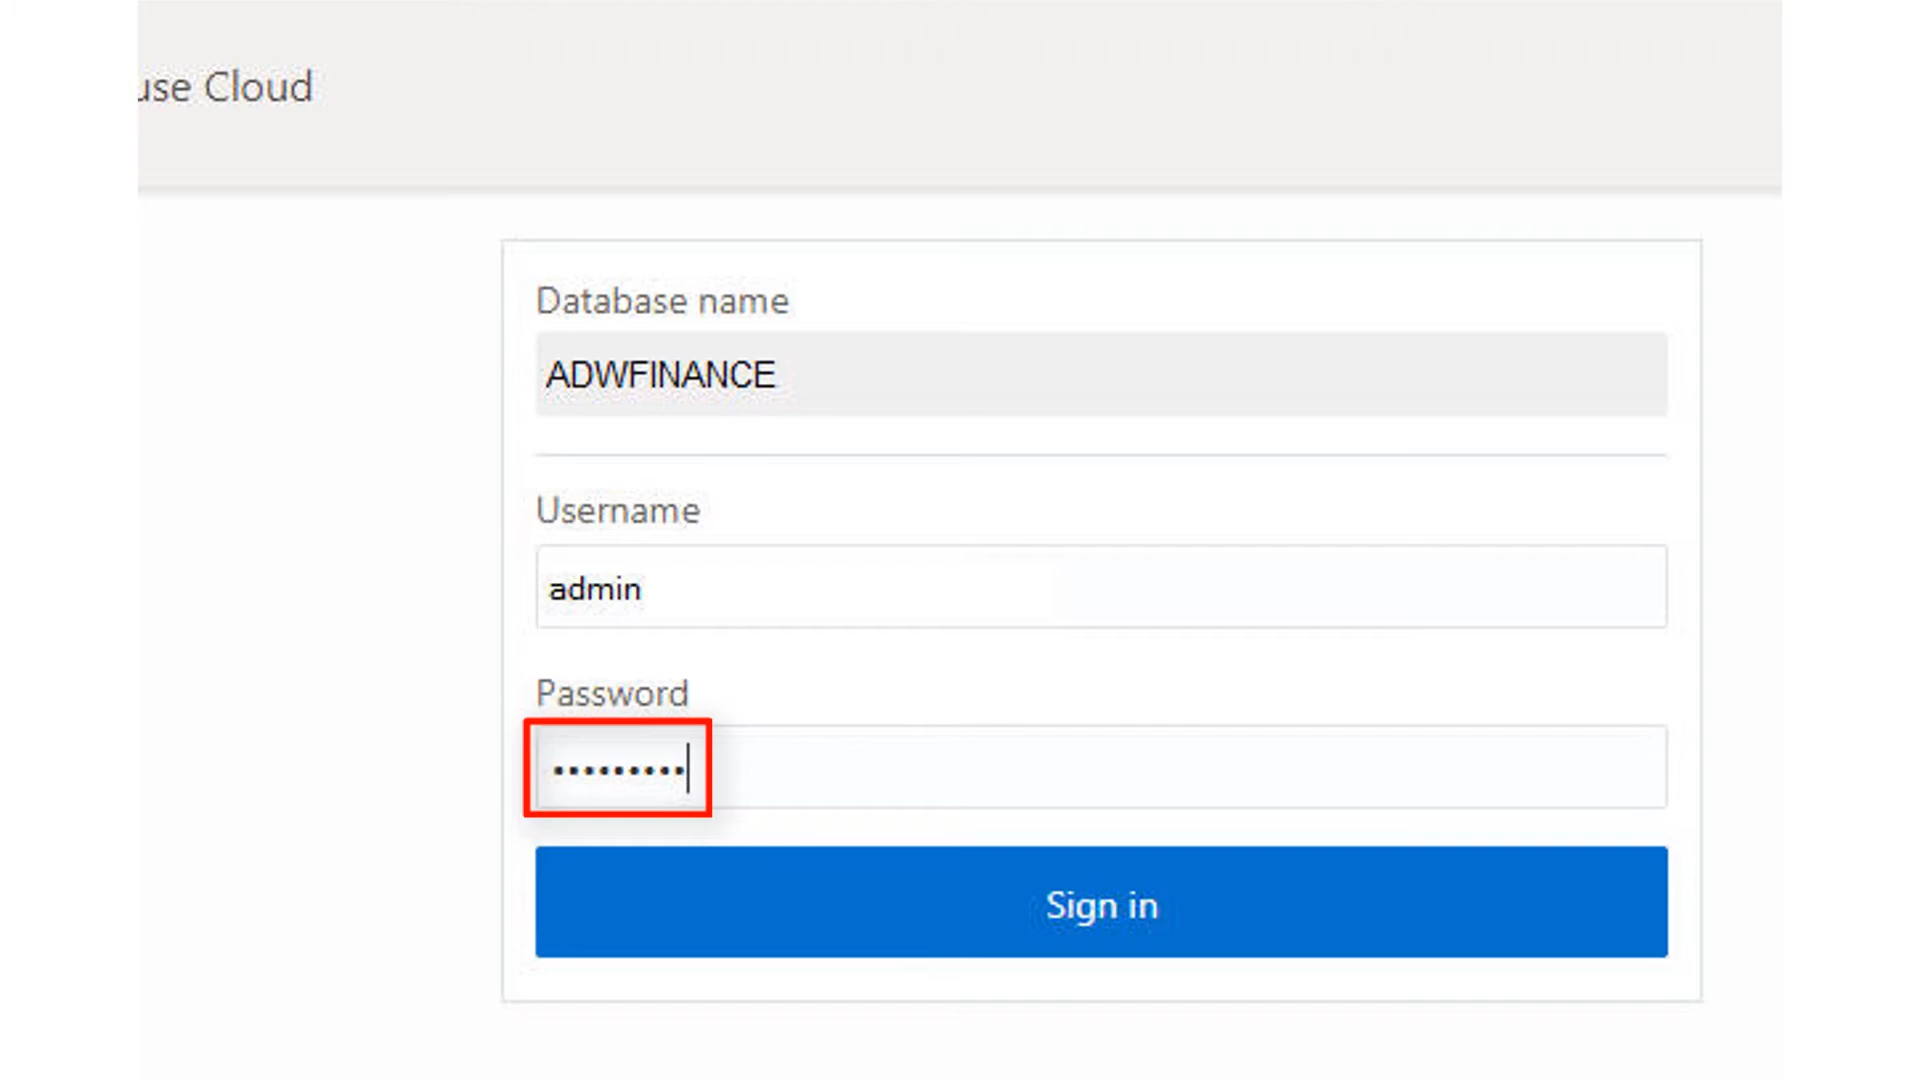 use Cloud
Database name
ADWFINANCE
Username
admin
Password
•••••••••
Sign in